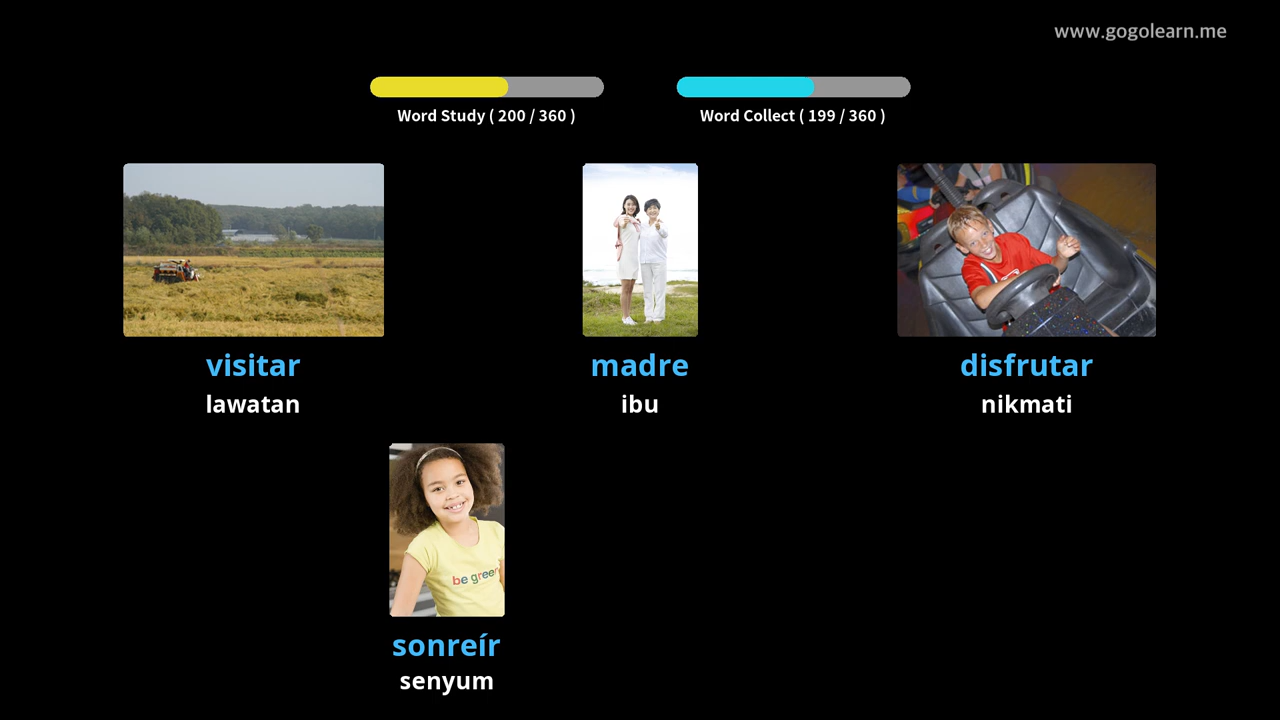 www.gogolearn.me
Word Study ( 200 / 360 )
Word Collect ( 199 / 360 )
visitar
lawatan
madre
ibu
disfrutar
nikmati
be green
sonreír
senyum